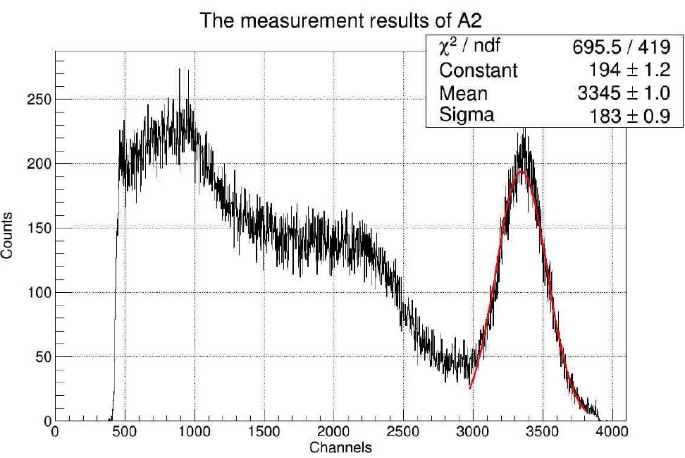 The measurement results of A2
χ² / ndf 695.5 / 419
Constant 194 ± 1.2
Mean 3345 ± 1.0
Sigma 183 ± 0.9
Counts
250
200
150
100
50
0
0 500 1000 1500 2000 2500 3000 3500 4000
Channels